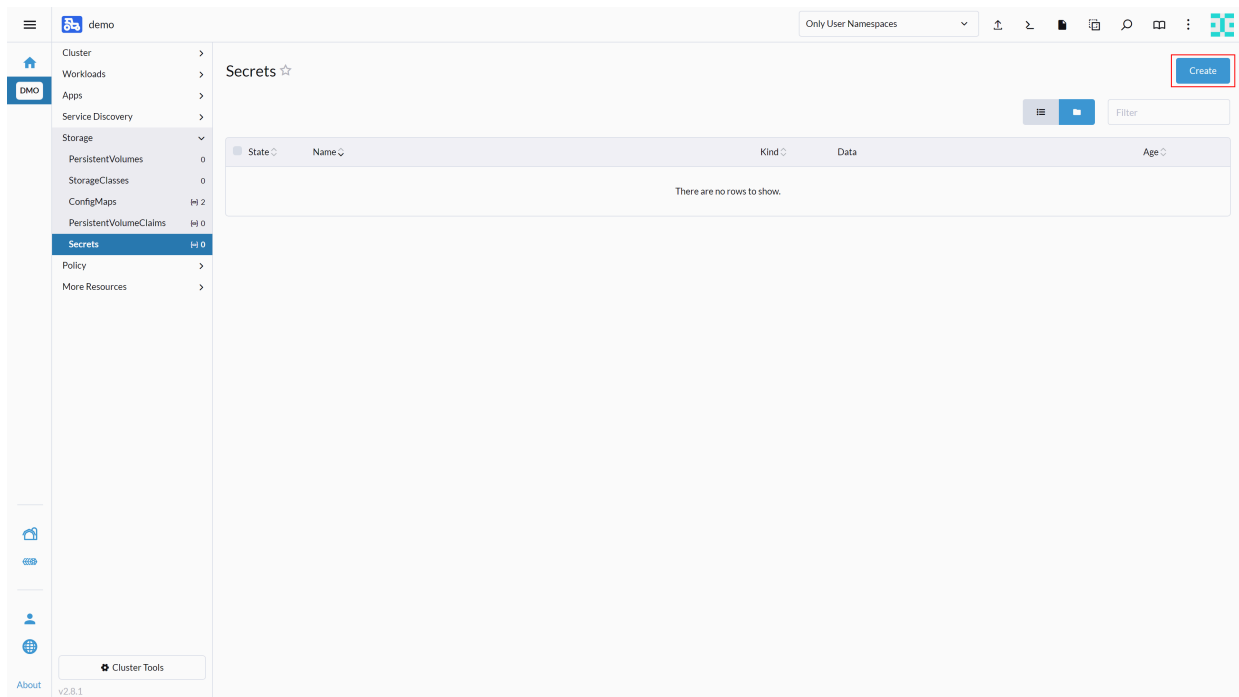 demo
Only User Namespaces
DMO
Cluster
Workloads
Apps
Service Discovery
Storage
PersistentVolumes 0
StorageClasses 0
ConfigMaps 2
PersistentVolumeClaims 0
Secrets 0
Policy
More Resources
Cluster Tools
About
v2.8.1
Secrets
Create
Filter
State Name Kind Data Age
There are no rows to show.